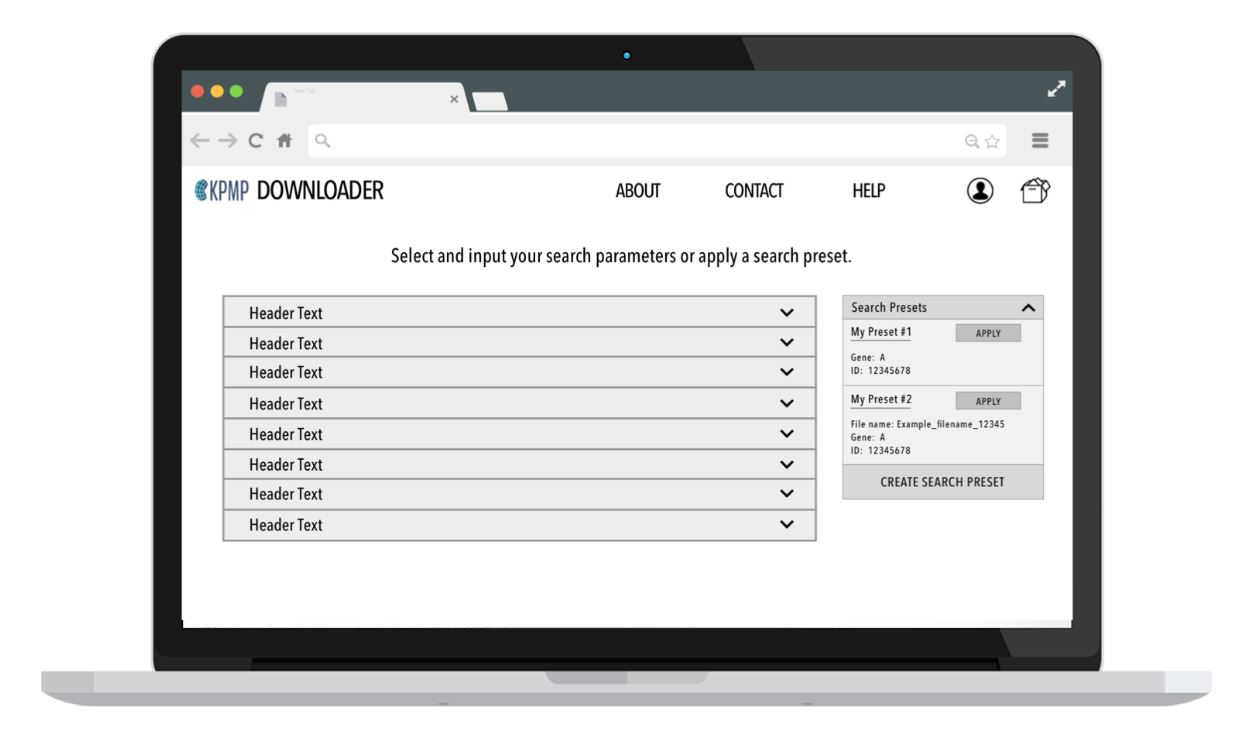 New Tab
KPMP DOWNLOADER ABOUT CONTACT HELP
Select and input your search parameters or apply a search preset.
Header Text
Header Text
Header Text
Header Text
Header Text
Header Text
Header Text
Header Text
Search Presets
My Preset #1 APPLY
Gene: A
ID: 12345678
My Preset #2 APPLY
File name: Example_filename_12345
Gene: A
ID: 12345678
CREATE SEARCH PRESET